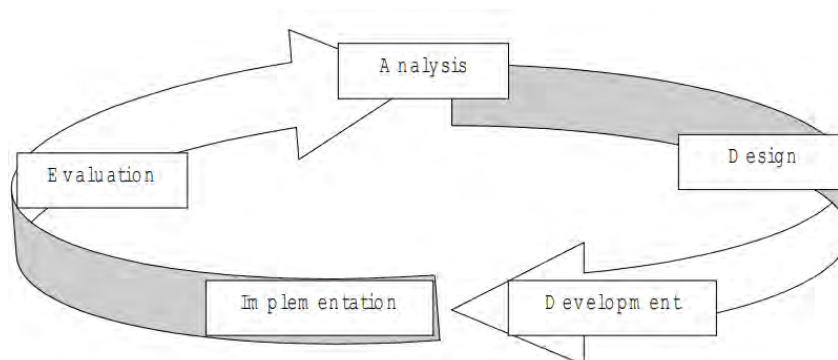 Analysis
Design
Evaluation
Implementation
Development